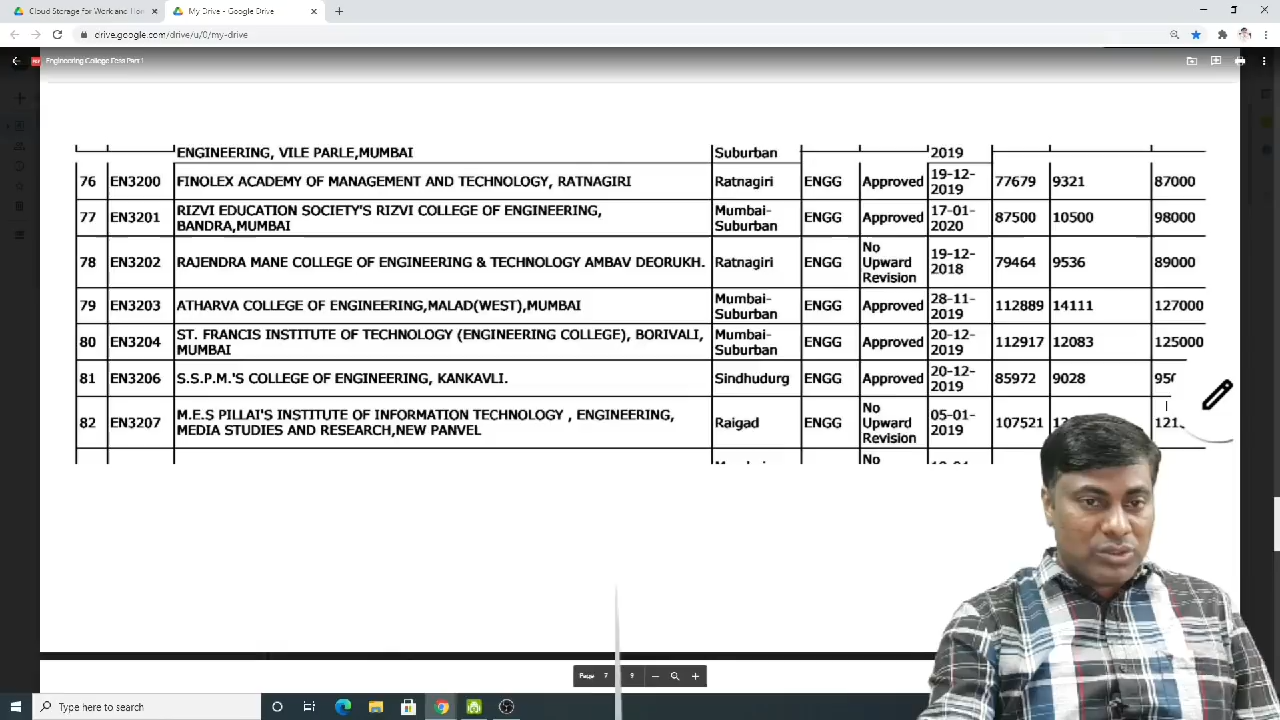 Cloud Storage for Work and Hom
My Drive - Google Drive
drive.google.com/drive/u/0/my-drive
Engineering College Fees Part 1
ENGINEERING, VILE PARLE,MUMBAI Suburban 2019
76 EN3200 FINOLEX ACADEMY OF MANAGEMENT AND TECHNOLOGY, RATNAGIRI Ratnagiri ENGG Approved 19-12-2019 77679 9321 87000
77 EN3201 RIZVI EDUCATION SOCIETY'S RIZVI COLLEGE OF ENGINEERING,
BANDRA,MUMBAI Mumbai-
Suburban ENGG Approved 17-01-
2020 87500 10500 98000
78 EN3202 RAJENDRA MANE COLLEGE OF ENGINEERING & TECHNOLOGY AMBAV DEORUKH. Ratnagiri ENGG No
Upward
Revision 19-12-
2018 79464 9536 89000
79 EN3203 ATHARVA COLLEGE OF ENGINEERING,MALAD(WEST),MUMBAI Mumbai-
Suburban ENGG Approved 28-11-
2019 112889 14111 127000
80 EN3204 ST. FRANCIS INSTITUTE OF TECHNOLOGY (ENGINEERING COLLEGE), BORIVALI,
MUMBAI Mumbai-
Suburban ENGG Approved 20-12-
2019 112917 12083 125000
81 EN3206 S.S.P.M.'S COLLEGE OF ENGINEERING, KANKAVLI. Sindhudurg ENGG Approved 20-12-
2019 85972 9028
82 EN3207 M.E.S PILLAI'S INSTITUTE OF INFORMATION TECHNOLOGY , ENGINEERING,
MEDIA STUDIES AND RESEARCH,NEW PANVEL Raigad ENGG No
Upward
Revision 05-01-
2019 107521
No
Page 7 9
Type here to search